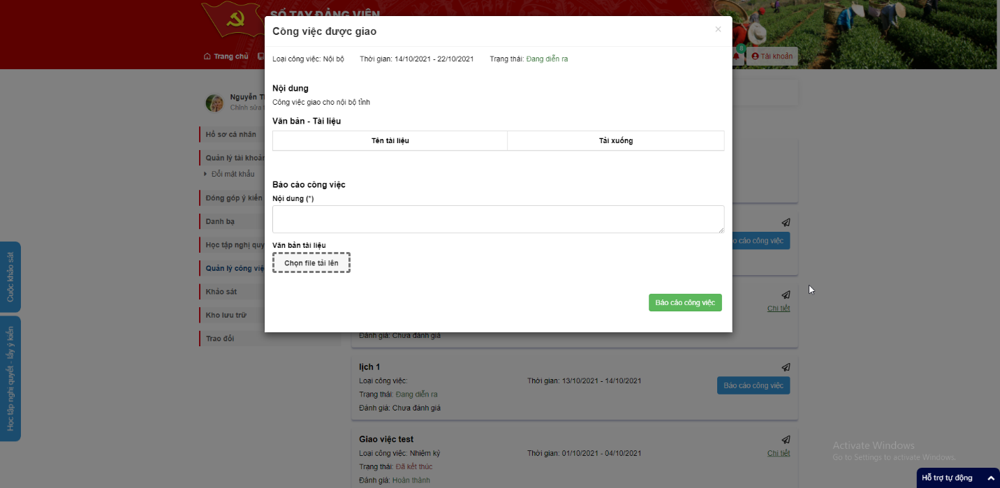 SỔ TAY ĐẢNG VIÊN
Trang chủ
8
Tài khoản
Công việc được giao
×
Loại công việc: Nội bộ Thời gian: 14/10/2021 - 22/10/2021 Trạng thái: Đang diễn ra
Nội dung
Công việc giao cho nội bộ tỉnh
Văn bản - Tài liệu
Tên tài liệu Tải xuống
Báo cáo công việc
Nội dung (*)
Văn bản tài liệu
Chọn file tải lên
Báo cáo công việc
Nguyễn
Chỉnh sửa
Hồ sơ cá nhân
Quản lý tài khoản
Đổi mật khẩu
Đóng góp ý kiến
Danh bạ
Học tập nghị
Quản lý công
Khảo sát
Kho lưu trữ
Trao đổi
Cuộc khảo sát
Học tập nghị quyết - lấy ý kiến
cáo công việc
Chi tiết
Đánh giá: Chưa đánh giá
lịch 1
Loại công việc: Thời gian: 13/10/2021 - 14/10/2021 Báo cáo công việc
Trạng thái: Đang diễn ra
Đánh giá: Chưa đánh giá
Giao việc test
Loại công việc: Nhiệm kỳ Thời gian: 01/10/2021 - 04/10/2021 Chi tiết
Trạng thái: Đã kết thúc
Đánh giá: Hoàn thành
Activate Windows
Go to Settings to activate Windows.
Hỗ trợ tự động